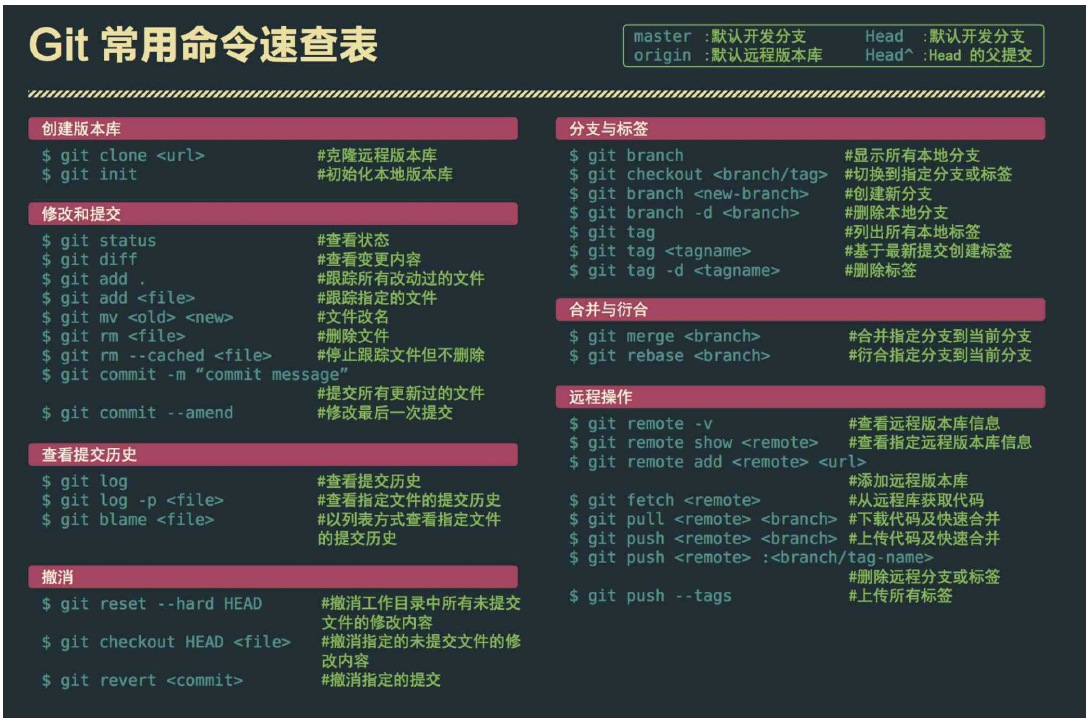 Git 常用命令速查表
master :默认开发分支 Head :默认开发分支
origin :默认远程版本库 Head^ :Head 的父提交
创建版本库
$ git clone <url> #克隆远程版本库
$ git init #初始化本地版本库
修改和提交
$ git status #查看状态
$ git diff #查看变更内容
$ git add . #跟踪所有改动过的文件
$ git add <file> #跟踪指定的文件
$ git mv <old> <new> #文件改名
$ git rm <file> #删除文件
$ git rm --cached <file> #停止跟踪文件但不删除
$ git commit -m “commit message”
#提交所有更新过的文件
$ git commit --amend #修改最后一次提交
查看提交历史
$ git log #查看提交历史
$ git log -p <file> #查看指定文件的提交历史
$ git blame <file> #以列表方式查看指定文件
的提交历史
撤消
$ git reset --hard HEAD #撤消工作目录中所有未提交
文件的修改内容
$ git checkout HEAD <file> #撤消指定的未提交文件的修
改内容
$ git revert <commit> #撤消指定的提交
分支与标签
$ git branch #显示所有本地分支
$ git checkout <branch/tag> #切换到指定分支或标签
$ git branch <new-branch> #创建新分支
$ git branch -d <branch> #删除本地分支
$ git tag #列出所有本地标签
$ git tag <tagname> #基于最新提交创建标签
$ git tag -d <tagname> #删除标签
合并与衍合
$ git merge <branch> #合并指定分支到当前分支
$ git rebase <branch> #衍合指定分支到当前分支
远程操作
$ git remote -v #查看远程版本库信息
$ git remote show <remote> #查看指定远程版本库信息
$ git remote add <remote> <url>
#添加远程版本库
$ git fetch <remote> #从远程库获取代码
$ git pull <remote> <branch> #下载代码及快速合并
$ git push <remote> <branch> #上传代码及快速合并
$ git push <remote> :<branch/tag-name>
#删除远程分支或标签
$ git push --tags #上传所有标签